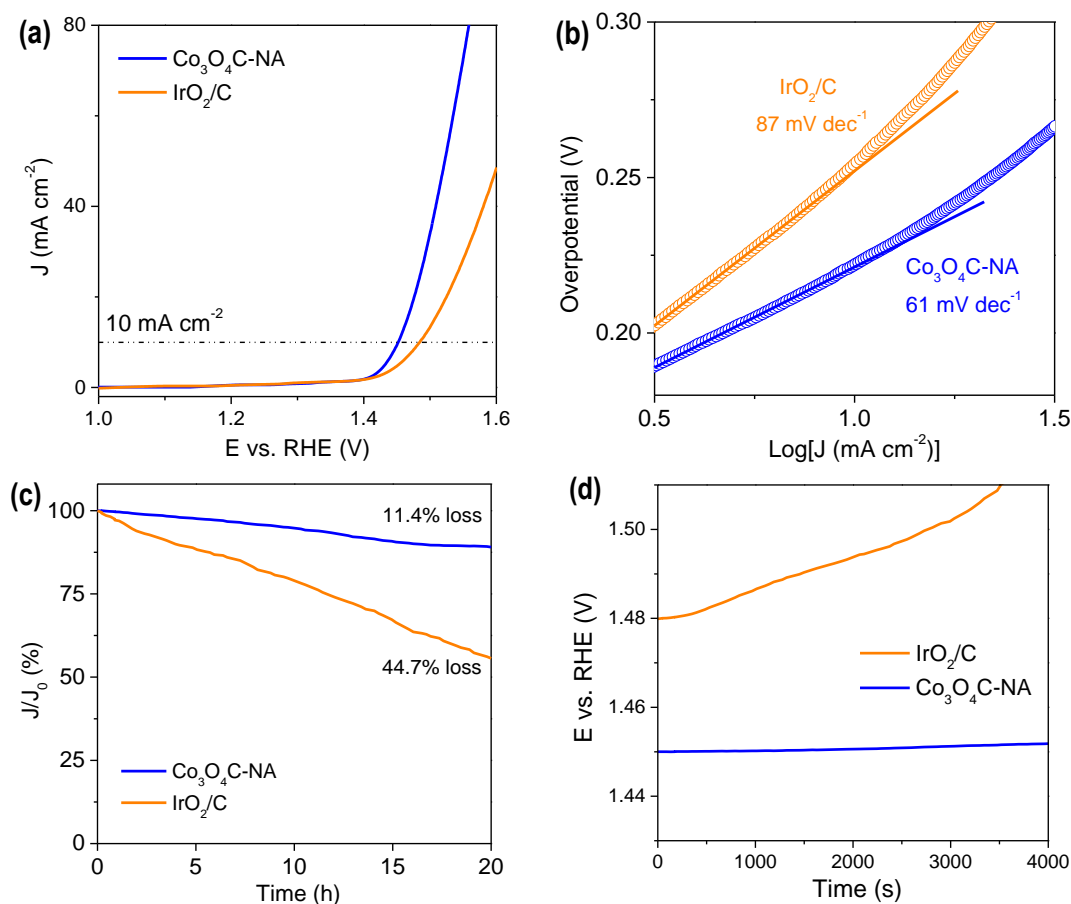 (a)
80
40
0
J (mA cm⁻²)
Co₃O₄C-NA
IrO₂/C
10 mA cm⁻²
1.0 1.2 1.4 1.6
E vs. RHE (V)
(b)
0.30
0.25
0.20
Overpotential (V)
IrO₂/C
87 mV dec⁻¹
Co₃O₄C-NA
61 mV dec⁻¹
0.5 1.0 1.5
Log[J (mA cm⁻²)]
(c)
100
75
50
25
0
J/J₀ (%)
11.4% loss
44.7% loss
Co₃O₄C-NA
IrO₂/C
0 5 10 15 20
Time (h)
(d)
1.50
1.48
1.46
1.44
E vs. RHE (V)
IrO₂/C
Co₃O₄C-NA
0 1000 2000 3000 4000
Time (s)